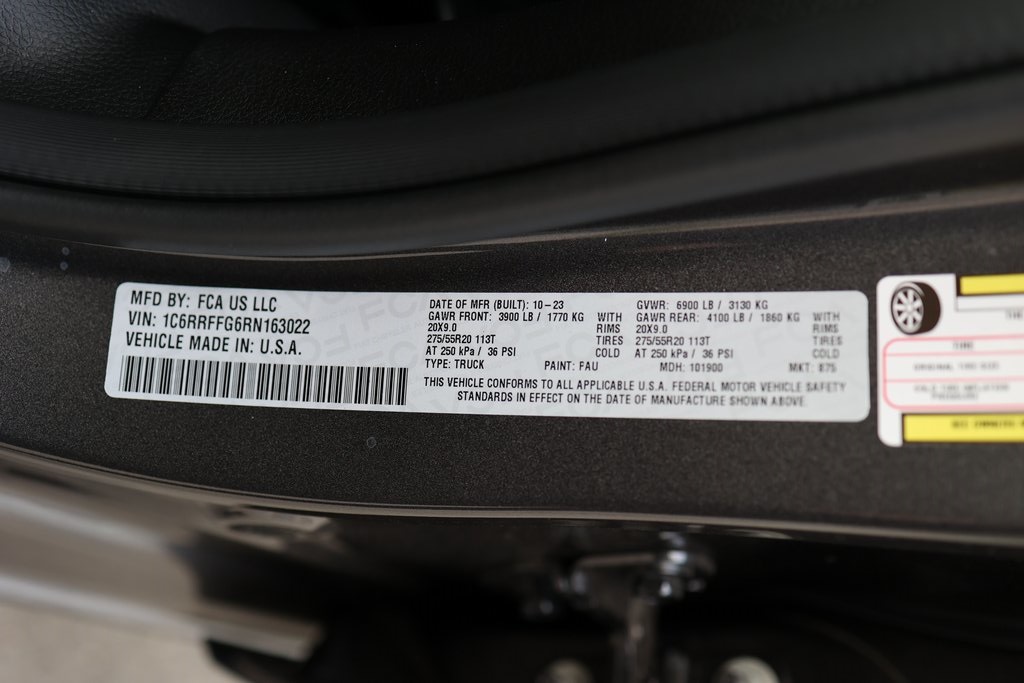 MFD BY: FCA US LLC
VIN: 1C6RRFFG6RN163022
VEHICLE MADE IN: U.S.A.
DATE OF MFR (BUILT): 10-23 GVWR: 6900 LB / 3130 KG
GAWR FRONT: 3900 LB / 1770 KG WITH GAWR REAR: 4100 LB / 1860 KG WITH
20X9.0 RIMS 20X9.0 RIMS
275/55R20 113T TIRES 275/55R20 113T TIRES
AT 250 kPa / 36 PSI COLD AT 250 kPa / 36 PSI COLD
TYPE: TRUCK PAINT: FAU MDH: 101900 MKT: 875
THIS VEHICLE CONFORMS TO ALL APPLICABLE U.S.A. FEDERAL MOTOR VEHICLE SAFETY
STANDARDS IN EFFECT ON THE DATE OF MANUFACTURE SHOWN ABOVE
TIRE